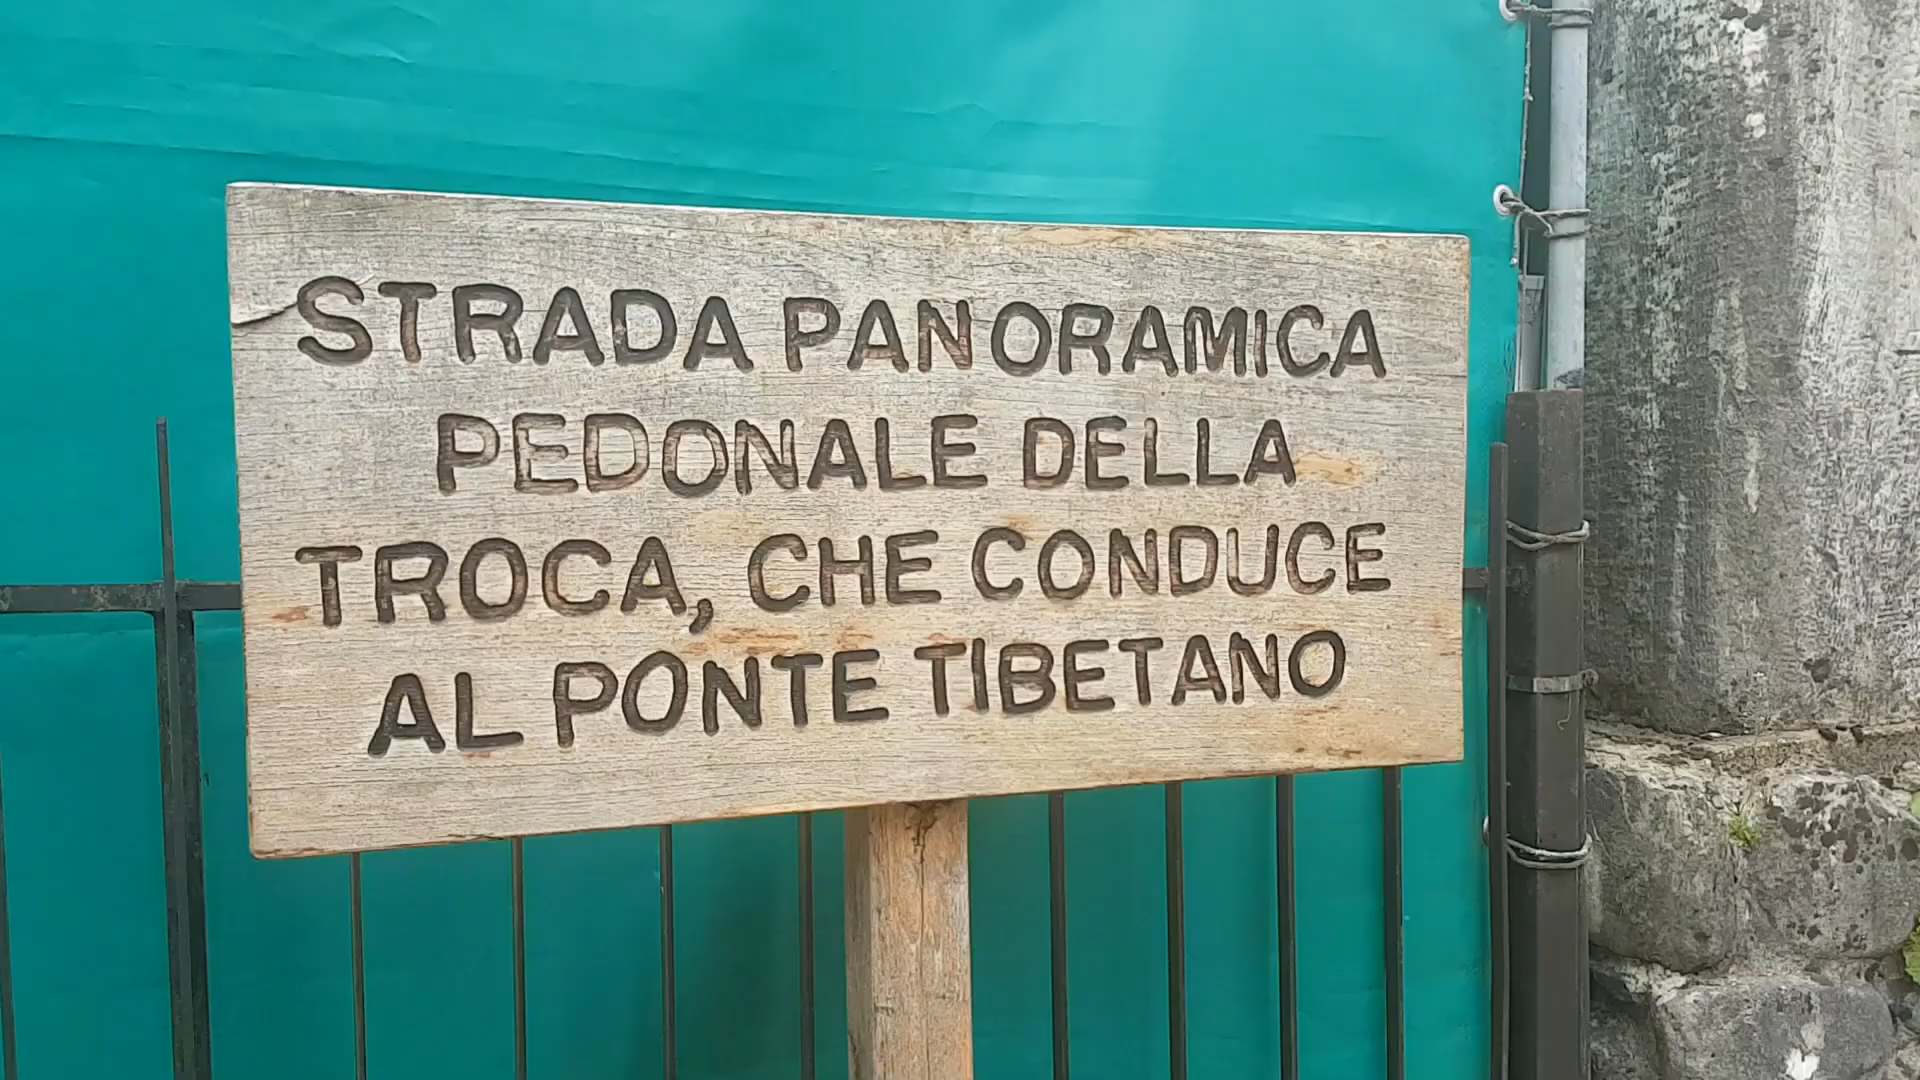 STRADA PANORAMICA
PEDONALE DELLA
TROCA, CHE CONDUCE
AL PONTE TIBETANO